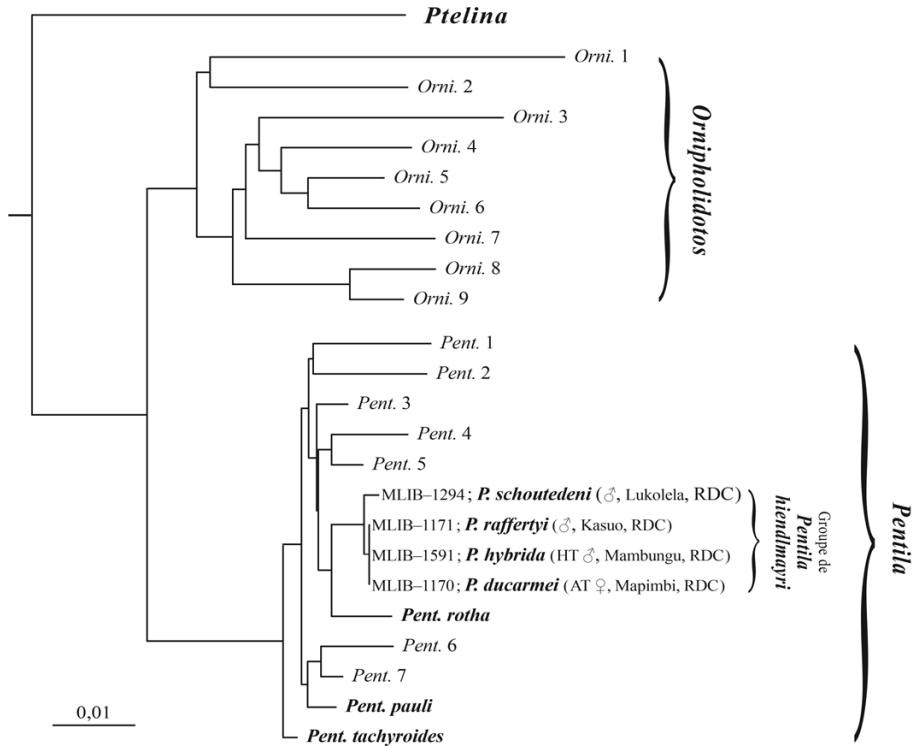 Ptelina
Orni. 1
Orni. 2
Orni. 3
Orni. 4
Orni. 5
Orni. 6
Orni. 7
Orni. 8
Orni. 9
Ornipholidotos
Pent. 1
Pent. 2
Pent. 3
Pent. 4
Pent. 5
MLIB–1294 ; P. schoutedeni (♂, Lukolela, RDC)
MLIB–1171 ; P. raffertyi (♂, Kasuo, RDC)
MLIB–1591 ; P. hybrida (HT ♂, Mambungu, RDC)
MLIB–1170 ; P. ducarmei (AT ♀, Mapimbi, RDC)
Groupe de
Pentila
hiendlmayri
Pent. rotha
Pent. 6
Pent. 7
Pent. pauli
Pent. tachyroides
Pentila
0,01